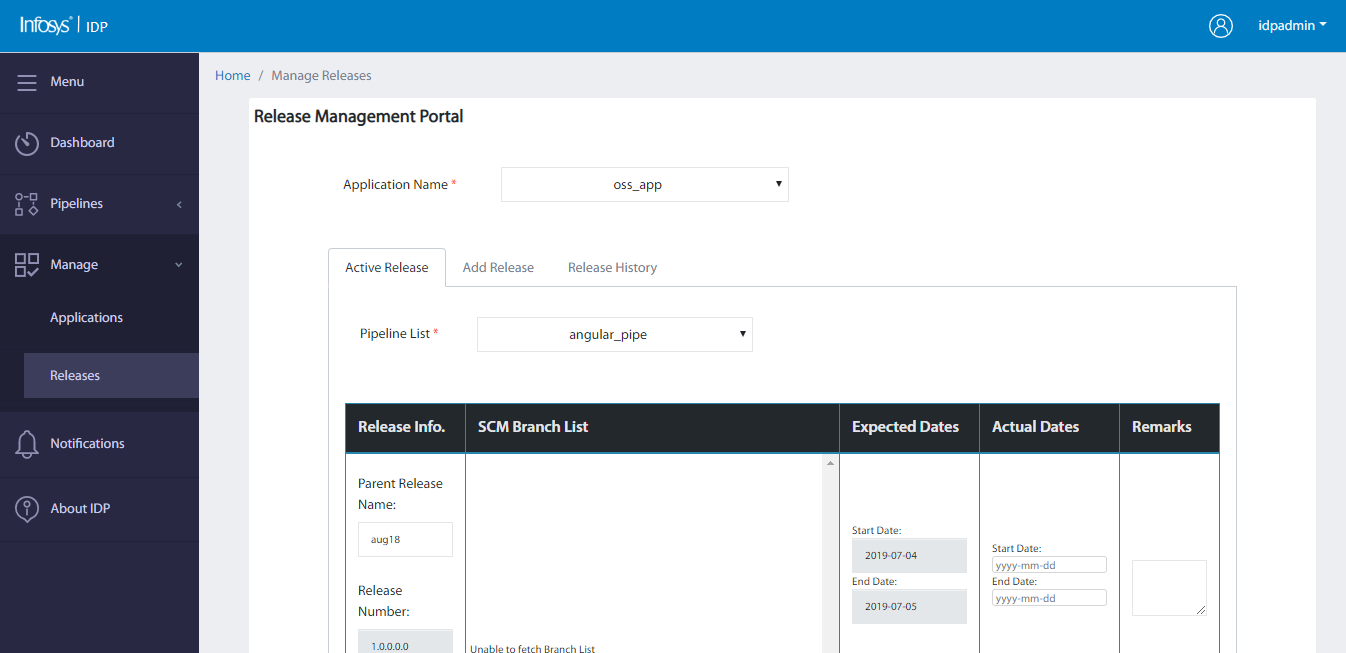 Infosys® | IDP
idpadmin
Menu
Dashboard
Pipelines
Manage
Applications
Releases
Notifications
About IDP
Home / Manage Releases
Release Management Portal
Application Name *
oss_app
Active Release
Add Release
Release History
Pipeline List *
angular_pipe
Release Info.
SCM Branch List
Expected Dates
Actual Dates
Remarks
Parent Release
Name:
aug18
Release
Number:
1.0.0.0.0
Unable to fetch Branch List
Start Date:
2019-07-04
End Date:
2019-07-05
Start Date:
yyyy-mm-dd
End Date:
yyyy-mm-dd